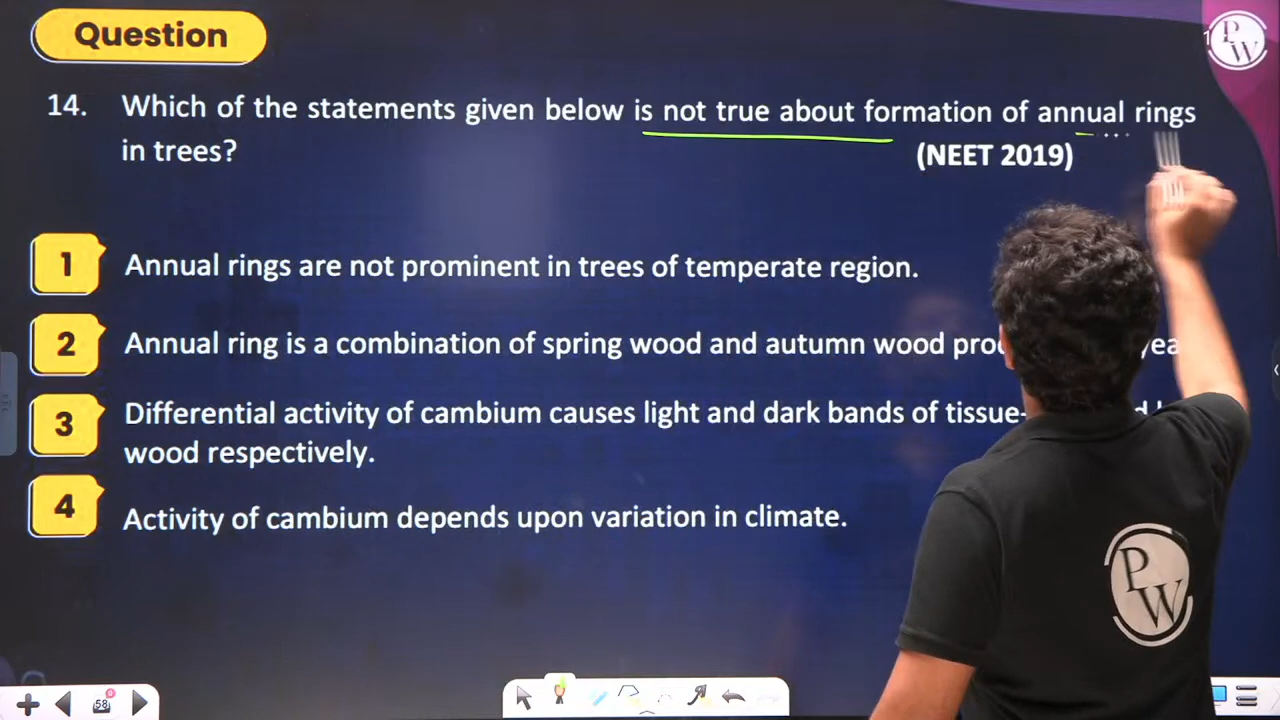 Question
14. Which of the statements given below is not true about formation of annual rings
in trees?
(NEET 2019)
1 Annual rings are not prominent in trees of temperate region.
2 Annual ring is a combination of spring wood and autumn wood
3 Differential activity of cambium causes light and dark bands of tissue-
wood respectively.
4 Activity of cambium depends upon variation in climate.
PW
PW
58